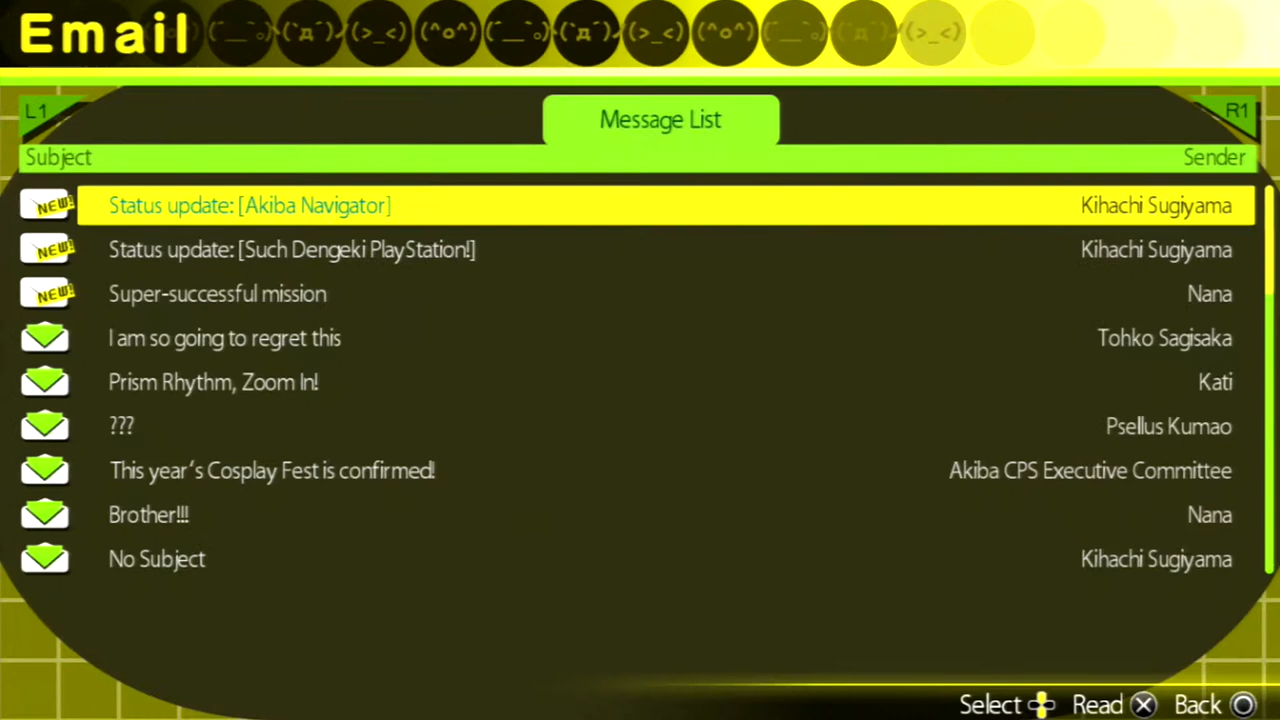 Email
(´__`o) (`д´) (>_<) (^o^) (´__`o) (`д´) (>_<) (^o^) (´__`o) (`д´) (>_<)
L1
Message List
R1
Subject Sender
NEW! Status update: [Akiba Navigator] Kihachi Sugiyama
NEW! Status update: [Such Dengeki PlayStation!] Kihachi Sugiyama
NEW! Super-successful mission Nana
I am so going to regret this Tohko Sagisaka
Prism Rhythm, Zoom In! Kati
??? Psellus Kumao
This year's Cosplay Fest is confirmed! Akiba CPS Executive Committee
Brother!!! Nana
No Subject Kihachi Sugiyama
Select Read Back